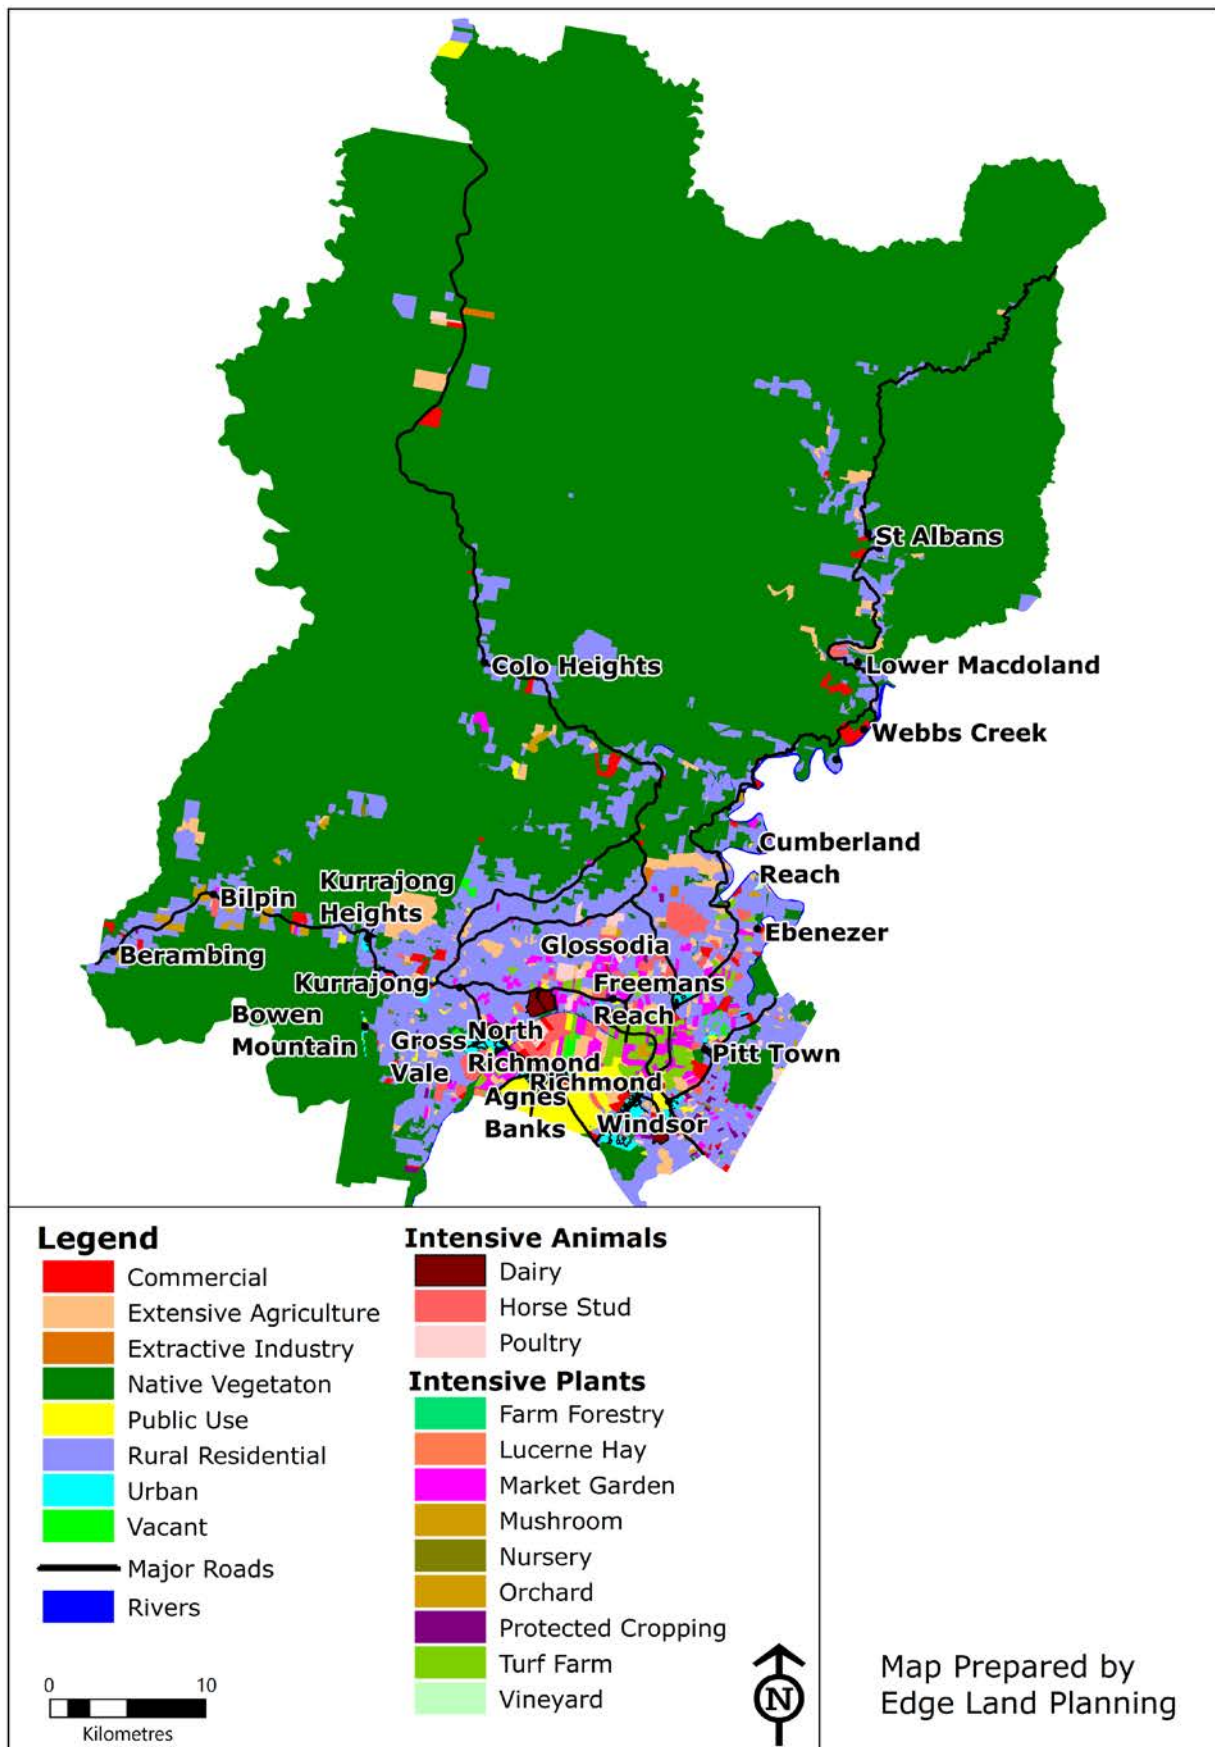 St Albans
Colo Heights
Lower Macdoland
Webbs Creek
Cumberland
Reach
Kurrajong
Heights
Bilpin
Glossodia
Ebenezer
Berambing
Kurrajong
Freemans
Reach
Bowen
Mountain
Gross
Vale
North
Richmond
Pitt Town
Richmond
Agnes
Banks
Windsor
Legend
Commercial
Extensive Agriculture
Extractive Industry
Native Vegetaton
Public Use
Rural Residential
Urban
Vacant
Major Roads
Rivers
0 10
Kilometres
Intensive Animals
Dairy
Horse Stud
Poultry
Intensive Plants
Farm Forestry
Lucerne Hay
Market Garden
Mushroom
Nursery
Orchard
Protected Cropping
Turf Farm
Vineyard
N
Map Prepared by
Edge Land Planning